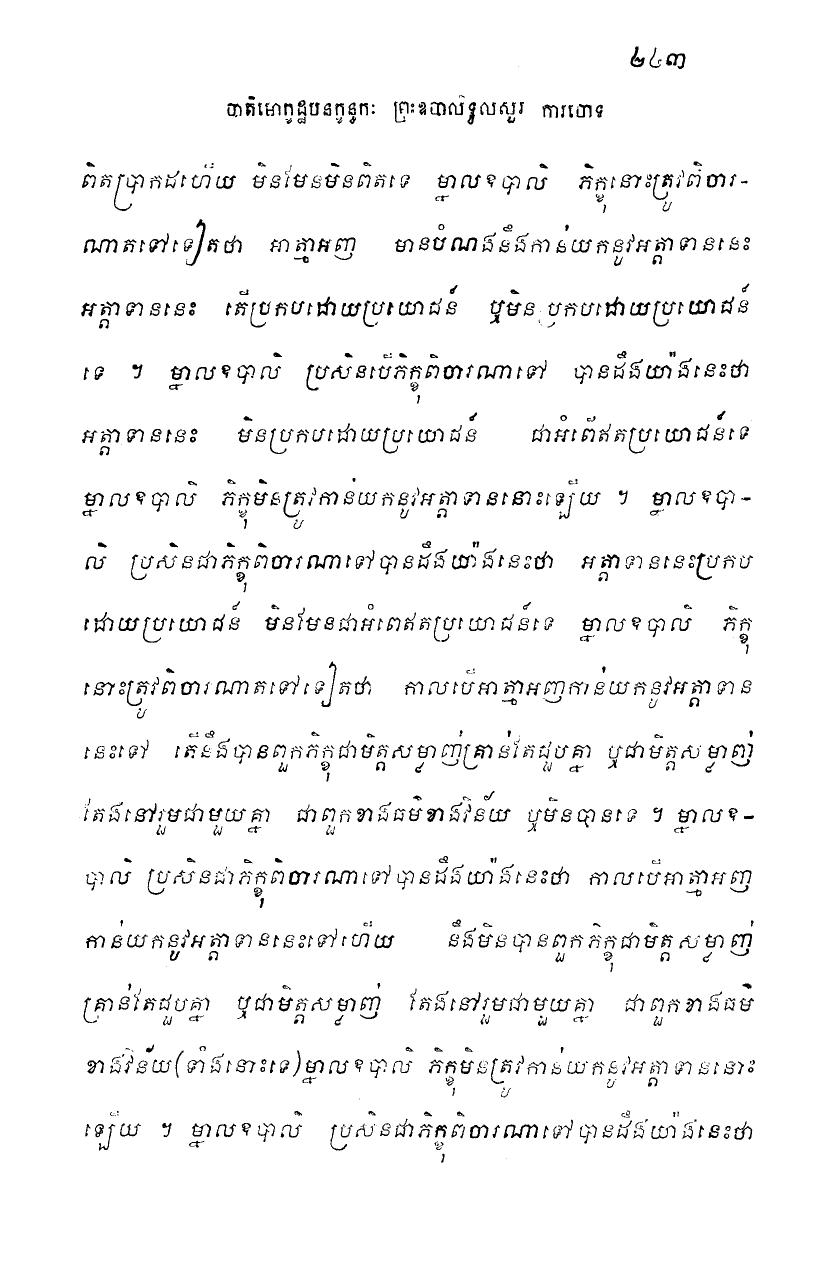 ២៤៣
បាតិមោក្ខដ្ឋបនក្ខន្ធកៈ ព្រះឧបាលិទូលសួរ ការចោទ
ពិតប្រាកដហើយ មិនមែនមិនពិតទេ ម្នាលឧបាលិ ភិក្ខុនោះត្រូវពិចារ-
ណាតទៅទៀតថា អាត្មាអញ មានបំណងនឹងកាន់យកនូវអត្តាទាននេះ
អត្តាទាននេះ តើប្រកបដោយប្រយោជន៍ ឬមិនប្រកបដោយប្រយោជន៍
ទេ ។ ម្នាលឧបាលិ ប្រសិនបើភិក្ខុពិចារណាទៅ បានដឹងយ៉ាងនេះថា
អត្តាទាននេះ មិនប្រកបដោយប្រយោជន៍ ជាអំពើឥតប្រយោជន៍ទេ
ម្នាលឧបាលិ ភិក្ខុមិនត្រូវកាន់យកនូវអត្តាទាននោះឡើយ ។ ម្នាលឧបា-
លិ ប្រសិនជាភិក្ខុពិចារណាទៅបានដឹងយ៉ាងនេះថា អត្តាទាននេះប្រកប
ដោយប្រយោជន៍ មិនមែនជាអំពើឥតប្រយោជន៍ទេ ម្នាលឧបាលិ ភិក្ខុ
នោះត្រូវពិចារណាតទៅទៀតថា កាលបើអាត្មាអញកាន់យកនូវអត្តាទាន
នេះទៅ តើនឹងបានពួកភិក្ខុជាមិត្តសម្លាញ់គ្រាន់តែជួបគ្នា ឬជាមិត្តសម្លាញ់
តែងនៅរួមជាមួយគ្នា ជាពួកខាងធម៌ខាងវិន័យ ឬមិនបានទេ ។ ម្នាលឧ-
បាលិ ប្រសិនជាភិក្ខុពិចារណាទៅបានដឹងយ៉ាងនេះថា កាលបើអាត្មាអញ
កាន់យកនូវអត្តាទាននេះទៅហើយ នឹងមិនបានពួកភិក្ខុជាមិត្តសម្លាញ់
គ្រាន់តែជួបគ្នា ឬជាមិត្តសម្លាញ់ តែងនៅរួមជាមួយគ្នា ជាពួកខាងធម៌
ខាងវិន័យ(ទាំងនោះទេ)ម្នាលឧបាលិ ភិក្ខុមិនត្រូវកាន់យកនូវអត្តាទាននោះ
ឡើយ ។ ម្នាលឧបាលិ ប្រសិនជាភិក្ខុពិចារណាទៅបានដឹងយ៉ាងនេះថា